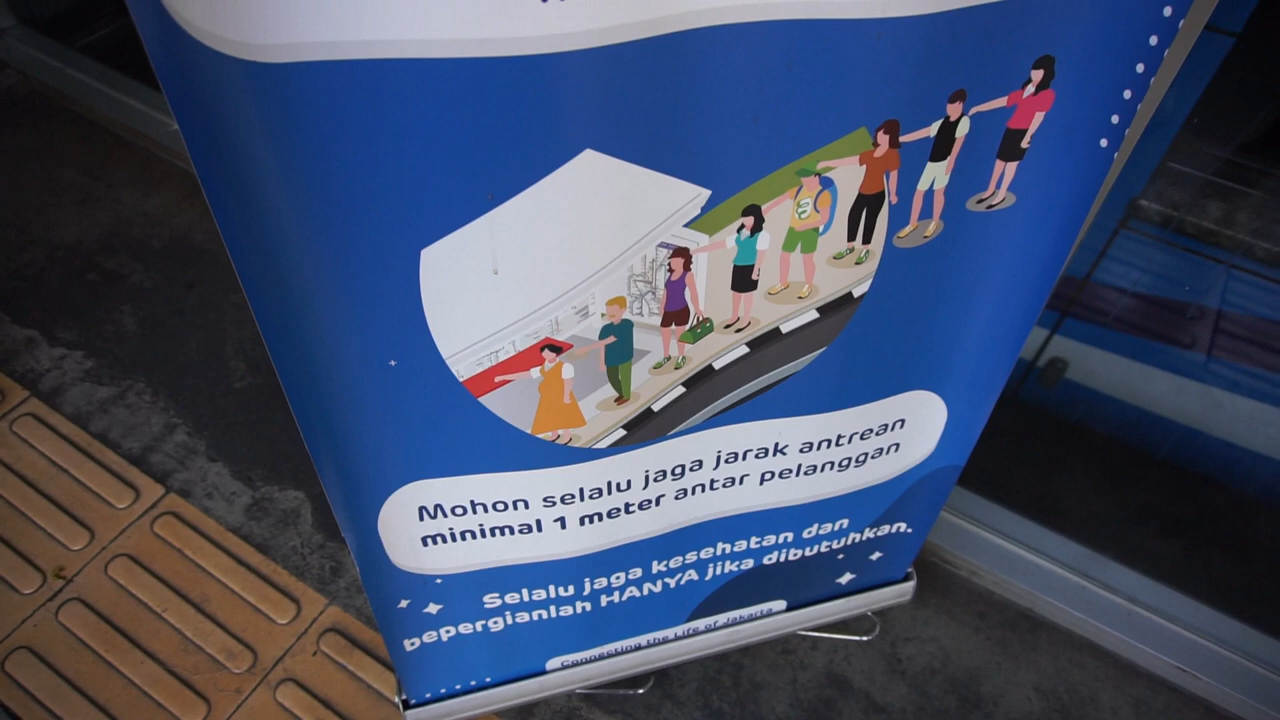 Mohon selalu jaga jarak antrean
minimal 1 meter antar pelanggan
Selalu jaga kesehatan dan
bepergianlah HANYA jika dibutuhkan.
Connecting the Life of Jakarta